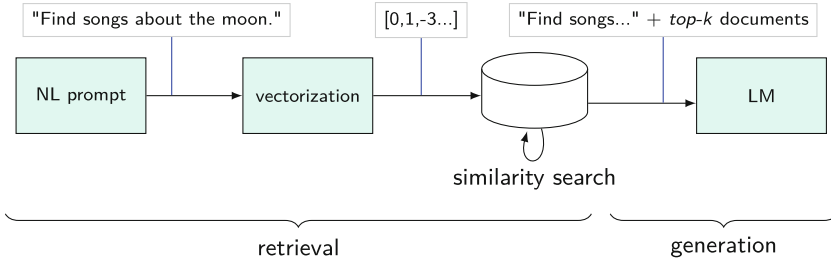 "Find songs about the moon."
[0,1,-3...]
"Find songs..." + top-k documents
NL prompt
vectorization
LM
similarity search
retrieval
generation